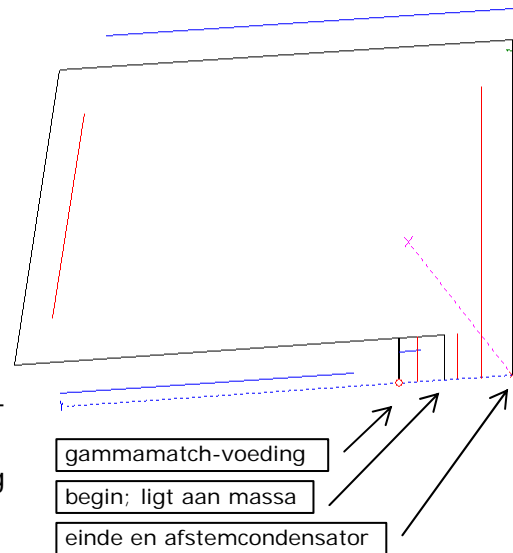 X
Y
g
gammamatch-voeding
begin; ligt aan massa
einde en afstemcondensator